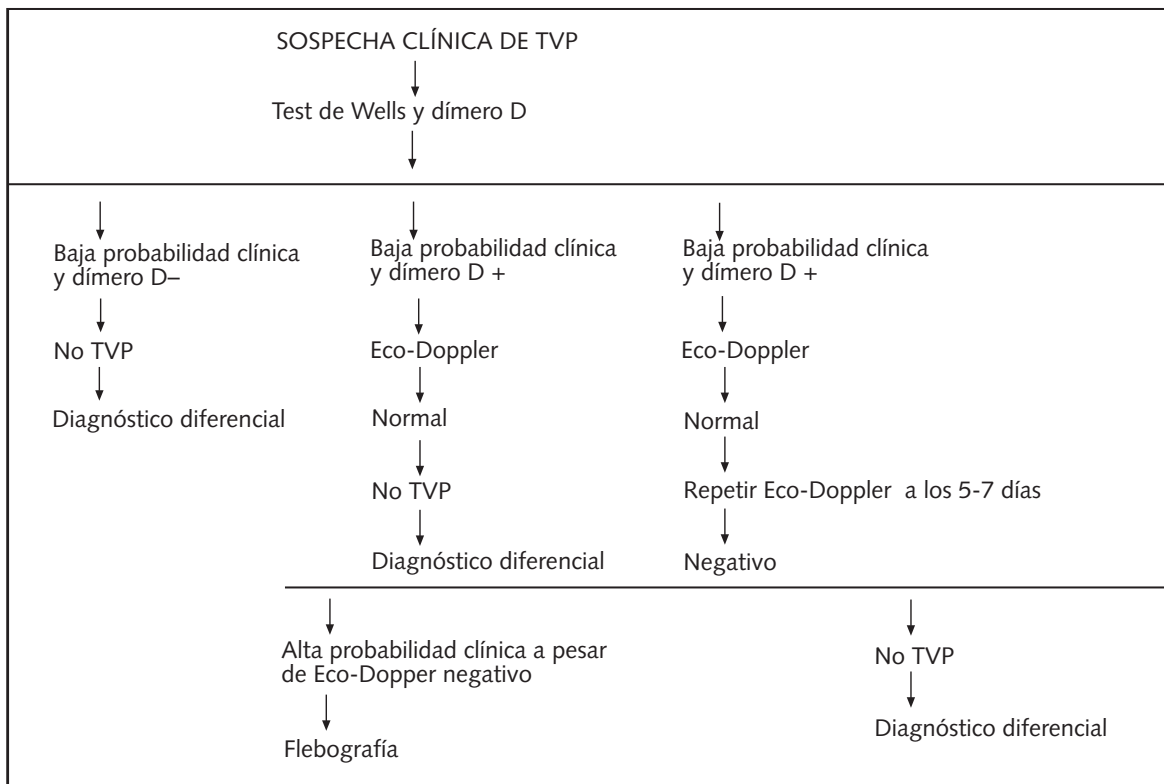 SOSPECHA CLÍNICA DE TVP
Test de Wells y dímero D
Baja probabilidad clínica
y dímero D–
No TVP
Diagnóstico diferencial
Baja probabilidad clínica
y dímero D +
Eco-Doppler
Normal
No TVP
Diagnóstico diferencial
Baja probabilidad clínica
y dímero D +
Eco-Doppler
Normal
Repetir Eco-Doppler a los 5-7 días
Negativo
Alta probabilidad clínica a pesar
de Eco-Dopper negativo
Flebografía
No TVP
Diagnóstico diferencial